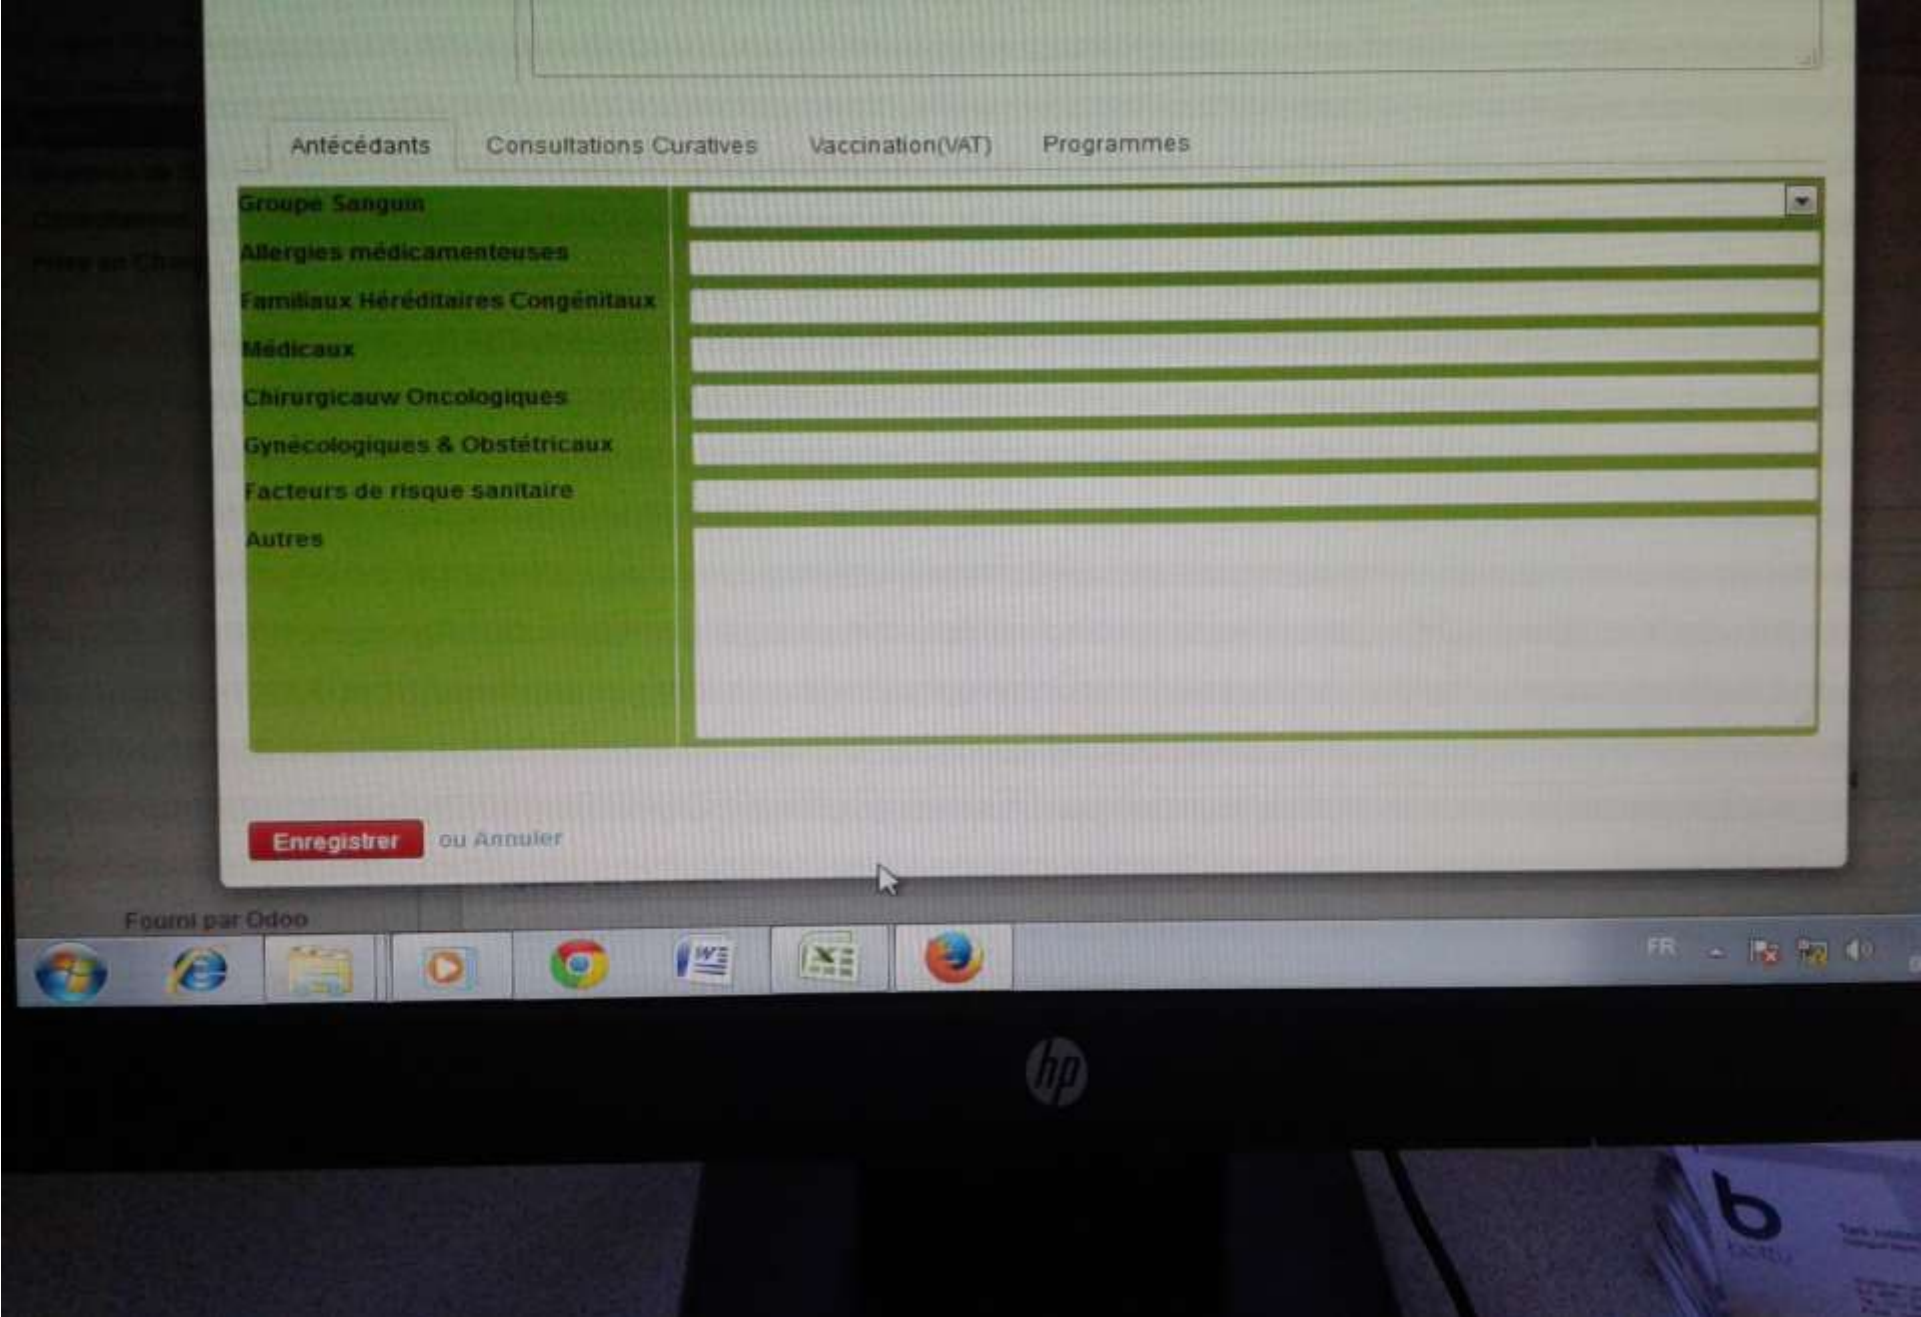 Antécédants Consultations Curatives Vaccination(VAT) Programmes
Groupe Sanguin
Allergies médicamenteuses
Familiaux Héréditaires Congénitaux
Médicaux
Chirurgicauw Oncologiques
Gynécologiques & Obstétricaux
Facteurs de risque sanitaire
Autres
Enregistrer ou Annuler
Fourni par Odoo
FR
hp
b